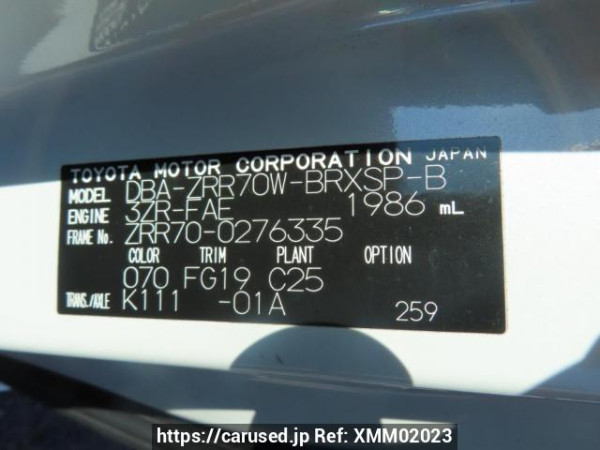 TOYOTA MOTOR CORPORATION JAPAN
MODEL DBA-ZRR70W-BRXSP-B
ENGINE 3ZR-FAE 1986 mL
FRAME No. ZRR70-0276335
COLOR TRIM PLANT OPTION
070 FG19 C25
TRANS./AXLE K111 -01A 259
https://carused.jp Ref: XMM02023